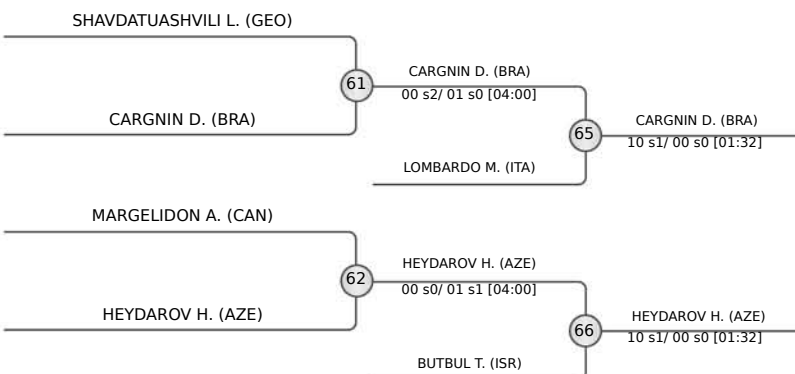 SHAVDATUASHVILI L. (GEO)
61
CARGNIN D. (BRA)
00 s2/ 01 s0 [04:00]
CARGNIN D. (BRA)
65
CARGNIN D. (BRA)
10 s1/ 00 s0 [01:32]
LOMBARDO M. (ITA)
MARGELIDON A. (CAN)
62
HEYDAROV H. (AZE)
00 s0/ 01 s1 [04:00]
HEYDAROV H. (AZE)
66
HEYDAROV H. (AZE)
10 s1/ 00 s0 [01:32]
BUTBUL T. (ISR)